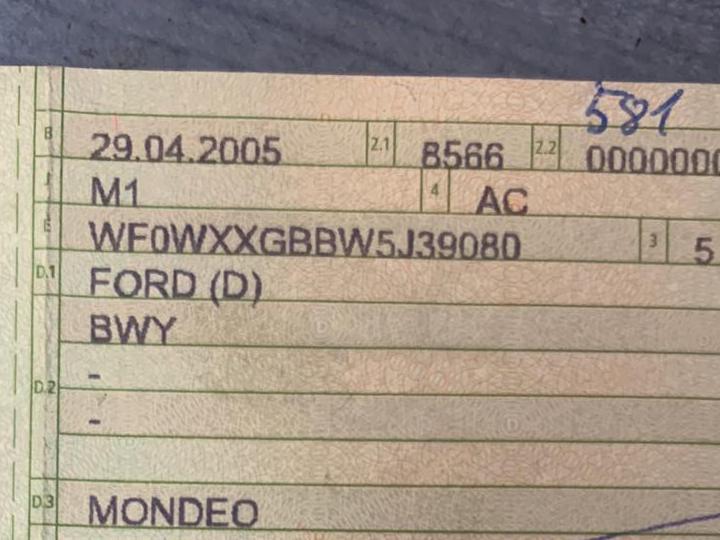 581
B 29.04.2005 2.1 8566 2.2 0000000
J M1 4 AC
E WF0WXXGBBW5J39080 3 5
D.1 FORD (D)
BWY
-
D.2
-
D.3 MONDEO